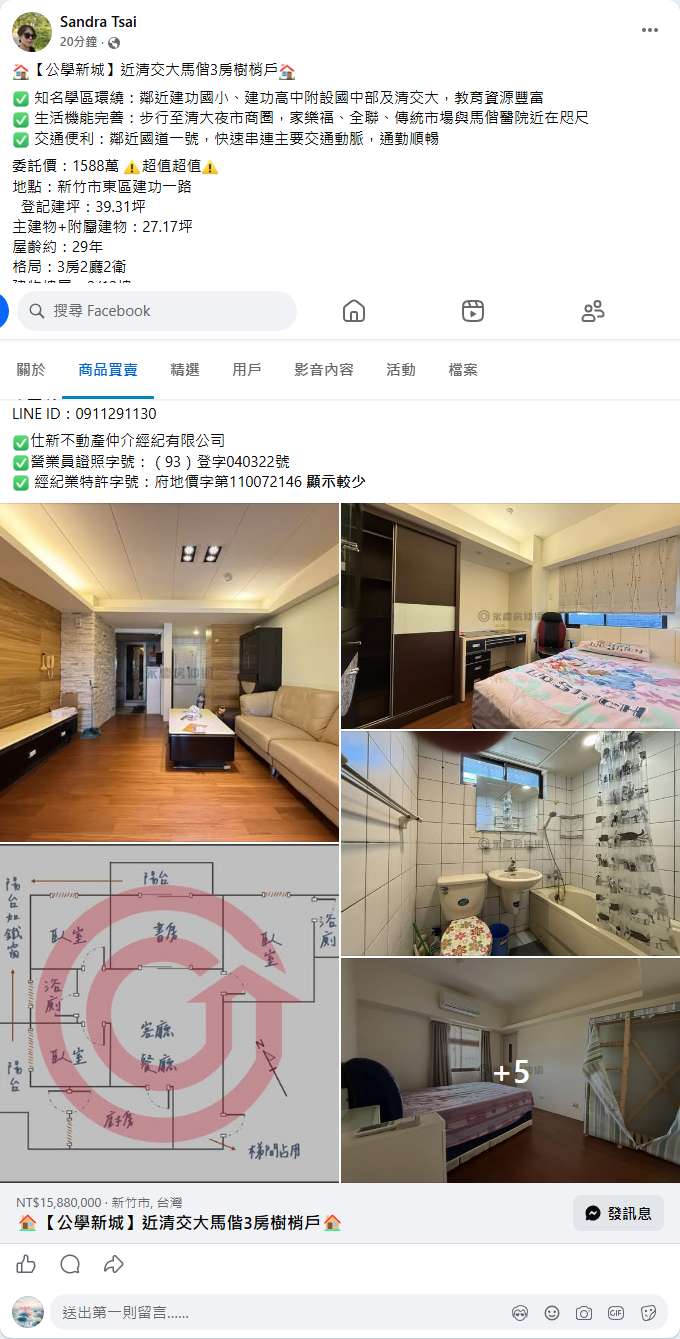 Sandra Tsai
20分鐘 ·
🏠【公學新城】近清交大馬偕3房樹梢戶🏠
✅ 知名學區環繞：鄰近建功國小、建功高中附設國中部及清交大，教育資源豐富
✅ 生活機能完善：步行至清大夜市商圈，家樂福、全聯、傳統市場與馬偕醫院近在咫尺
✅ 交通便利：鄰近國道一號，快速串連主要交通動脈，通勤順暢
委託價：1588萬 ⚠️超值超值⚠️
地點：新竹市東區建功一路
登記建坪：39.31坪
主建物+附屬建物：27.17坪
屋齡約：29年
格局：3房2廳2衛
搜尋 Facebook
關於
商品買賣
精選
用戶
影音內容
活動
檔案
LINE ID：0911291130
✅仕新不動產仲介經紀有限公司
✅營業員證照字號：（93）登字040322號
✅ 經紀業特許字號：府地價字第110072146 顯示較少
永慶房仲網
永慶房仲網
陽台
陽台加鐵窗
臥室
書房
臥室
浴廁
浴廁
客廳
餐廳
臥室
陽台
廚房
N
梯間占用
+5
NT$15,880,000 · 新竹市, 台灣
🏠【公學新城】近清交大馬偕3房樹梢戶🏠
發訊息
送出第一則留言......
GIF